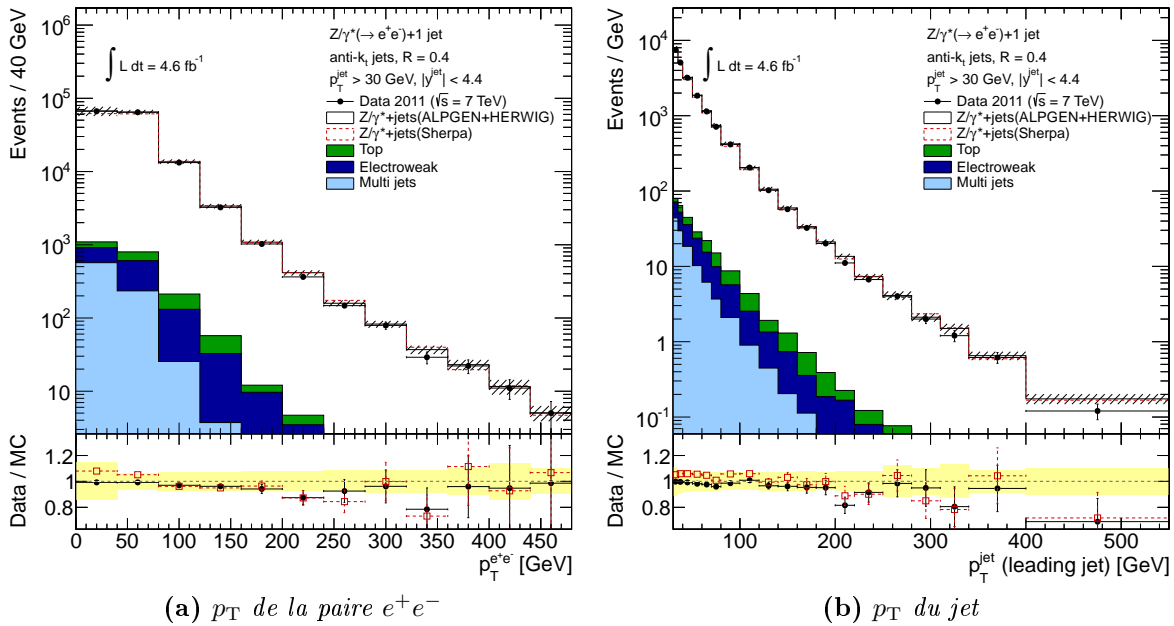 Events / 40 GeV
10⁶
10⁵
10⁴
10³
10²
10
∫ L dt = 4.6 fb⁻¹
Z/γ*(→ e⁺e⁻)+1 jet
anti-kₜ jets, R = 0.4
p_T^jet > 30 GeV, |y^jet| < 4.4
Data 2011 (√s = 7 TeV)
Z/γ*+jets(ALPGEN+HERWIG)
Z/γ*+jets(Sherpa)
Top
Electroweak
Multi jets
Data / MC
1.2
1
0.8
0 50 100 150 200 250 300 350 400 450
p_T^e⁺e⁻ [GeV]
(a) p_T de la paire e⁺e⁻
Events / GeV
10⁴
10³
10²
10
1
10⁻¹
∫ L dt = 4.6 fb⁻¹
Z/γ*(→ e⁺e⁻)+1 jet
anti-kₜ jets, R = 0.4
p_T^jet > 30 GeV, |y^jet| < 4.4
Data 2011 (√s = 7 TeV)
Z/γ*+jets(ALPGEN+HERWIG)
Z/γ*+jets(Sherpa)
Top
Electroweak
Multi jets
Data / MC
1.2
1
0.8
100 200 300 400 500
p_T^jet (leading jet) [GeV]
(b) p_T du jet